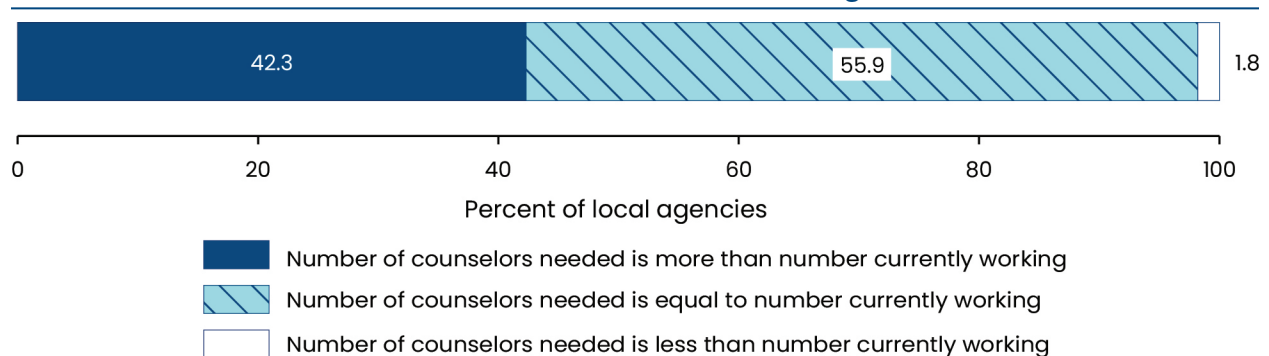 42.3
55.9
1.8
0 20 40 60 80 100
Percent of local agencies
Number of counselors needed is more than number currently working
Number of counselors needed is equal to number currently working
Number of counselors needed is less than number currently working